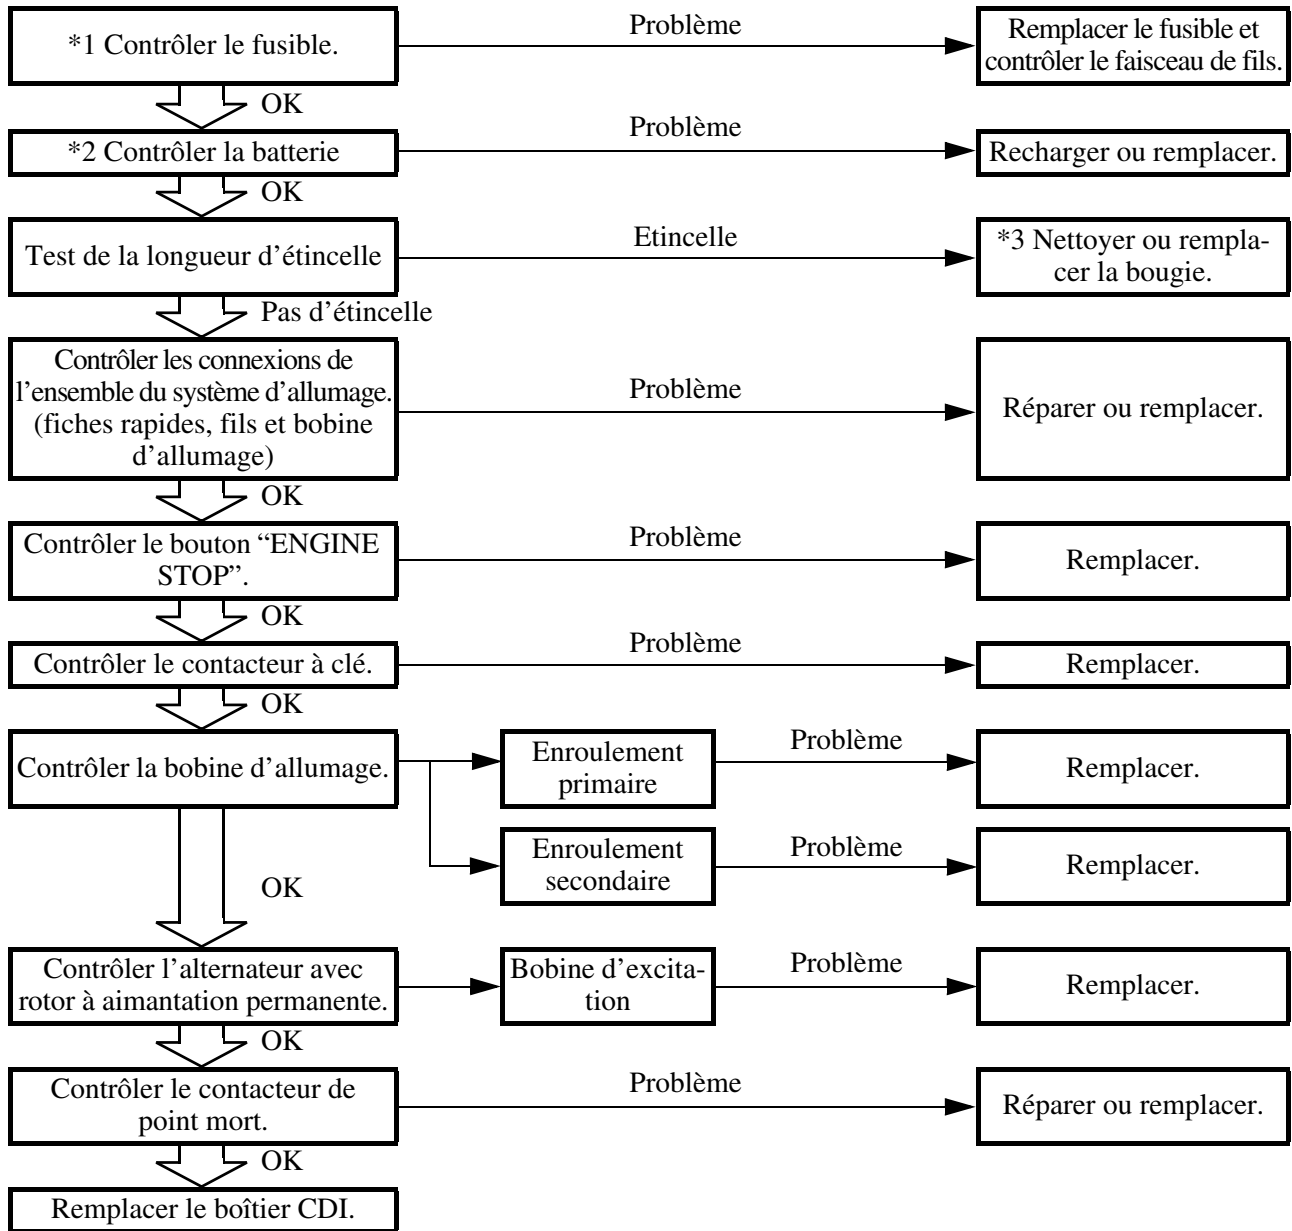 *1 Contrôler le fusible.
Problème
Remplacer le fusible et
contrôler le faisceau de fils.
OK
*2 Contrôler la batterie
Problème
Recharger ou remplacer.
OK
Test de la longueur d’étincelle
Etincelle
*3 Nettoyer ou rempla-
cer la bougie.
Pas d’étincelle
Contrôler les connexions de
l’ensemble du système d’allumage.
(fiches rapides, fils et bobine
d’allumage)
Problème
Réparer ou remplacer.
OK
Contrôler le bouton “ENGINE
STOP”.
Problème
Remplacer.
OK
Contrôler le contacteur à clé.
Problème
Remplacer.
OK
Contrôler la bobine d’allumage.
Enroulement
primaire
Problème
Remplacer.
Enroulement
secondaire
Problème
Remplacer.
OK
Contrôler l’alternateur avec
rotor à aimantation permanente.
Bobine d’excita-
tion
Problème
Remplacer.
OK
Contrôler le contacteur de
point mort.
Problème
Réparer ou remplacer.
OK
Remplacer le boîtier CDI.